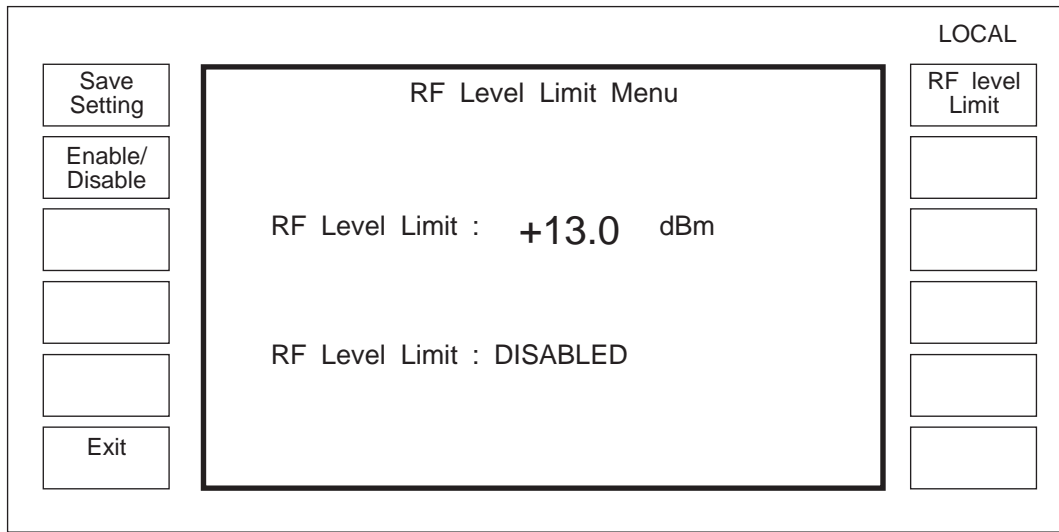 LOCAL
Save
Setting
RF Level Limit Menu
RF level
Limit
Enable/
Disable
RF Level Limit : +13.0 dBm
RF Level Limit : DISABLED
Exit